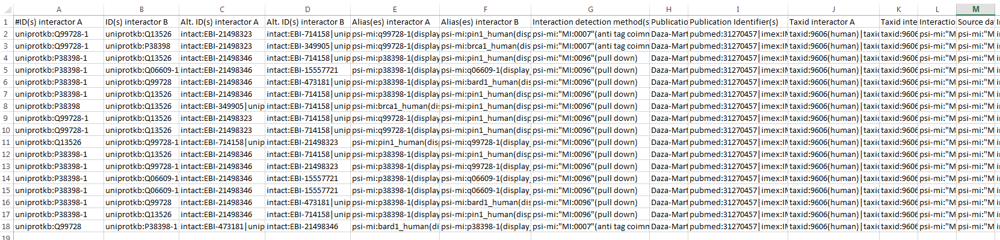 A B C D E F G H I J K L M
1 #ID(s) interactor A ID(s) interactor B Alt. ID(s) interactor A Alt. ID(s) interactor B Alias(es) interactor A Alias(es) interactor B Interaction detection method(s Publicatio Publication Identifier(s) Taxid interactor A Taxid inte Interactio Source da
2 uniprotkb:Q99728-1 uniprotkb:Q13526 intact:EBI-21498323 intact:EBI-714158|unip psi-mi:q99728-1(display psi-mi:pin1_human(disp psi-mi:"MI:0007"(anti tag coimn Daza-Mart pubmed:31270457|imex:IM taxid:9606(human)|taxic taxid:9606 psi-mi:"M psi-mi:"M
3 uniprotkb:Q99728-1 uniprotkb:P38398 intact:EBI-21498323 intact:EBI-349905|unip psi-mi:q99728-1(display psi-mi:brca1_human(dis psi-mi:"MI:0007"(anti tag coimn Daza-Mart pubmed:31270457|imex:IM taxid:9606(human)|taxic taxid:9606 psi-mi:"M psi-mi:"M
4 uniprotkb:P38398-1 uniprotkb:Q13526 intact:EBI-21498346 intact:EBI-714158|unip psi-mi:p38398-1(display psi-mi:pin1_human(disp psi-mi:"MI:0096"(pull down) Daza-Mart pubmed:31270457|imex:IM taxid:9606(human)|taxic taxid:9606 psi-mi:"M psi-mi:"M
5 uniprotkb:P38398-1 uniprotkb:Q06609-1 intact:EBI-21498346 intact:EBI-15557721 psi-mi:p38398-1(display psi-mi:q06609-1(display_ psi-mi:"MI:0096"(pull down) Daza-Mart pubmed:31270457|imex:IM taxid:9606(human)|taxic taxid:9606 psi-mi:"M psi-mi:"M
6 uniprotkb:P38398-1 uniprotkb:Q99728 intact:EBI-21498346 intact:EBI-473181|unip psi-mi:p38398-1(display psi-mi:bard1_human(dis psi-mi:"MI:0096"(pull down) Daza-Mart pubmed:31270457|imex:IM taxid:9606(human)|taxic taxid:9606 psi-mi:"M psi-mi:"M
7 uniprotkb:P38398-1 uniprotkb:Q13526 intact:EBI-21498346 intact:EBI-714158|unip psi-mi:p38398-1(display psi-mi:pin1_human(disp psi-mi:"MI:0096"(pull down) Daza-Mart pubmed:31270457|imex:IM taxid:9606(human)|taxic taxid:9606 psi-mi:"M psi-mi:"M
8 uniprotkb:P38398 uniprotkb:Q13526 intact:EBI-349905|unip intact:EBI-714158|unip psi-mi:brca1_human(dis psi-mi:pin1_human(disp psi-mi:"MI:0096"(pull down) Daza-Mart pubmed:31270457|imex:IM taxid:9606(human)|taxic taxid:9606 psi-mi:"M psi-mi:"M
9 uniprotkb:Q99728-1 uniprotkb:Q13526 intact:EBI-21498323 intact:EBI-714158|unip psi-mi:q99728-1(display psi-mi:pin1_human(disp psi-mi:"MI:0096"(pull down) Daza-Mart pubmed:31270457|imex:IM taxid:9606(human)|taxic taxid:9606 psi-mi:"M psi-mi:"M
10 uniprotkb:Q99728-1 uniprotkb:Q13526 intact:EBI-21498323 intact:EBI-714158|unip psi-mi:q99728-1(display psi-mi:pin1_human(disp psi-mi:"MI:0096"(pull down) Daza-Mart pubmed:31270457|imex:IM taxid:9606(human)|taxic taxid:9606 psi-mi:"M psi-mi:"M
11 uniprotkb:Q13526 uniprotkb:Q99728-1 intact:EBI-714158|unip intact:EBI-21498323 psi-mi:pin1_human(disp psi-mi:q99728-1(display_ psi-mi:"MI:0096"(pull down) Daza-Mart pubmed:31270457|imex:IM taxid:9606(human)|taxic taxid:9606 psi-mi:"M psi-mi:"M
12 uniprotkb:P38398-1 uniprotkb:Q13526 intact:EBI-21498346 intact:EBI-714158|unip psi-mi:p38398-1(display psi-mi:pin1_human(disp psi-mi:"MI:0096"(pull down) Daza-Mart pubmed:31270457|imex:IM taxid:9606(human)|taxic taxid:9606 psi-mi:"M psi-mi:"M
13 uniprotkb:P38398-1 uniprotkb:Q99728-1 intact:EBI-21498346 intact:EBI-21498323 psi-mi:p38398-1(display psi-mi:q99728-1(display_ psi-mi:"MI:0096"(pull down) Daza-Mart pubmed:31270457|imex:IM taxid:9606(human)|taxic taxid:9606 psi-mi:"M psi-mi:"M
14 uniprotkb:P38398-1 uniprotkb:Q06609-1 intact:EBI-21498346 intact:EBI-15557721 psi-mi:p38398-1(display psi-mi:q06609-1(display_ psi-mi:"MI:0096"(pull down) Daza-Mart pubmed:31270457|imex:IM taxid:9606(human)|taxic taxid:9606 psi-mi:"M psi-mi:"M
15 uniprotkb:P38398-1 uniprotkb:Q06609-1 intact:EBI-21498346 intact:EBI-15557721 psi-mi:p38398-1(display psi-mi:q06609-1(display_ psi-mi:"MI:0096"(pull down) Daza-Mart pubmed:31270457|imex:IM taxid:9606(human)|taxic taxid:9606 psi-mi:"M psi-mi:"M
16 uniprotkb:P38398-1 uniprotkb:Q99728 intact:EBI-21498346 intact:EBI-473181|unip psi-mi:p38398-1(display psi-mi:bard1_human(dis psi-mi:"MI:0096"(pull down) Daza-Mart pubmed:31270457|imex:IM taxid:9606(human)|taxic taxid:9606 psi-mi:"M psi-mi:"M
17 uniprotkb:P38398-1 uniprotkb:Q13526 intact:EBI-21498346 intact:EBI-714158|unip psi-mi:p38398-1(display psi-mi:pin1_human(disp psi-mi:"MI:0096"(pull down) Daza-Mart pubmed:31270457|imex:IM taxid:9606(human)|taxic taxid:9606 psi-mi:"M psi-mi:"M
18 uniprotkb:Q99728 uniprotkb:P38398-1 intact:EBI-473181|unip intact:EBI-21498346 psi-mi:bard1_human(di psi-mi:p38398-1(display_ psi-mi:"MI:0007"(anti tag coimn Daza-Mart pubmed:31270457|imex:IM taxid:9606(human)|taxic taxid:9606 psi-mi:"M psi-mi:"M
19